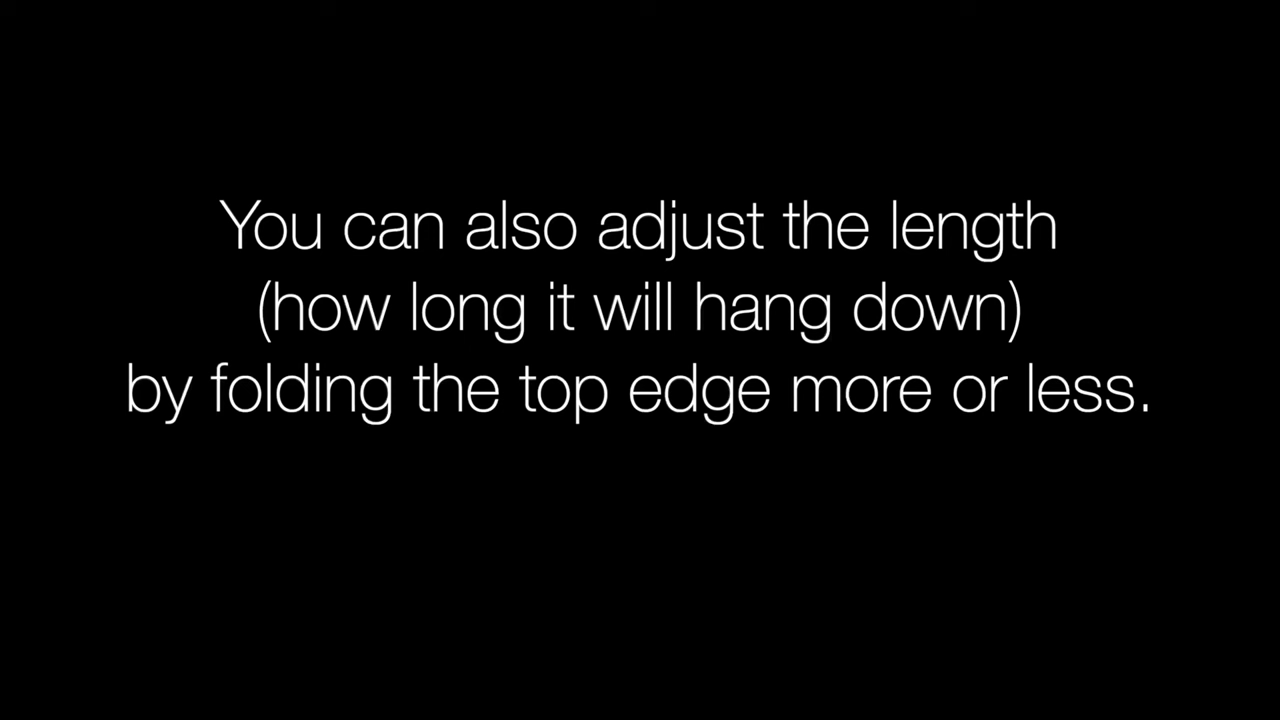 You can also adjust the length
(how long it will hang down)
by folding the top edge more or less.